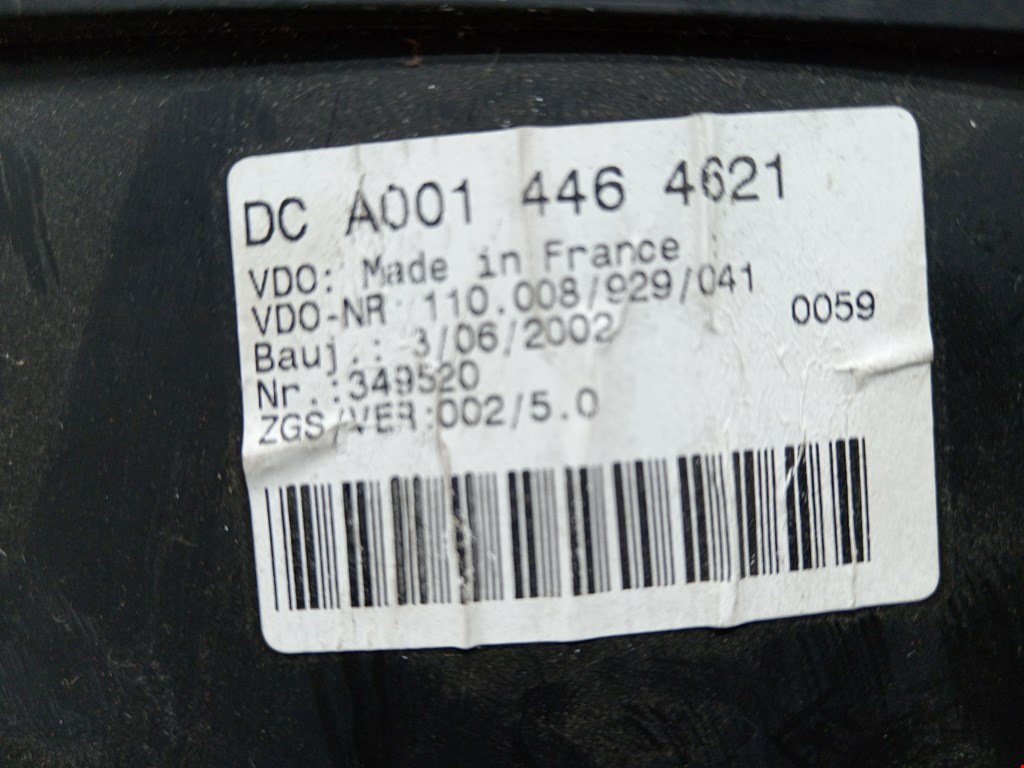 DC A001 446 4621
VDO: Made in France
VDO-NR 110.008/929/041
0059
Bauj.: 3/06/2002
Nr.:349520
ZGS/VER:002/5.0